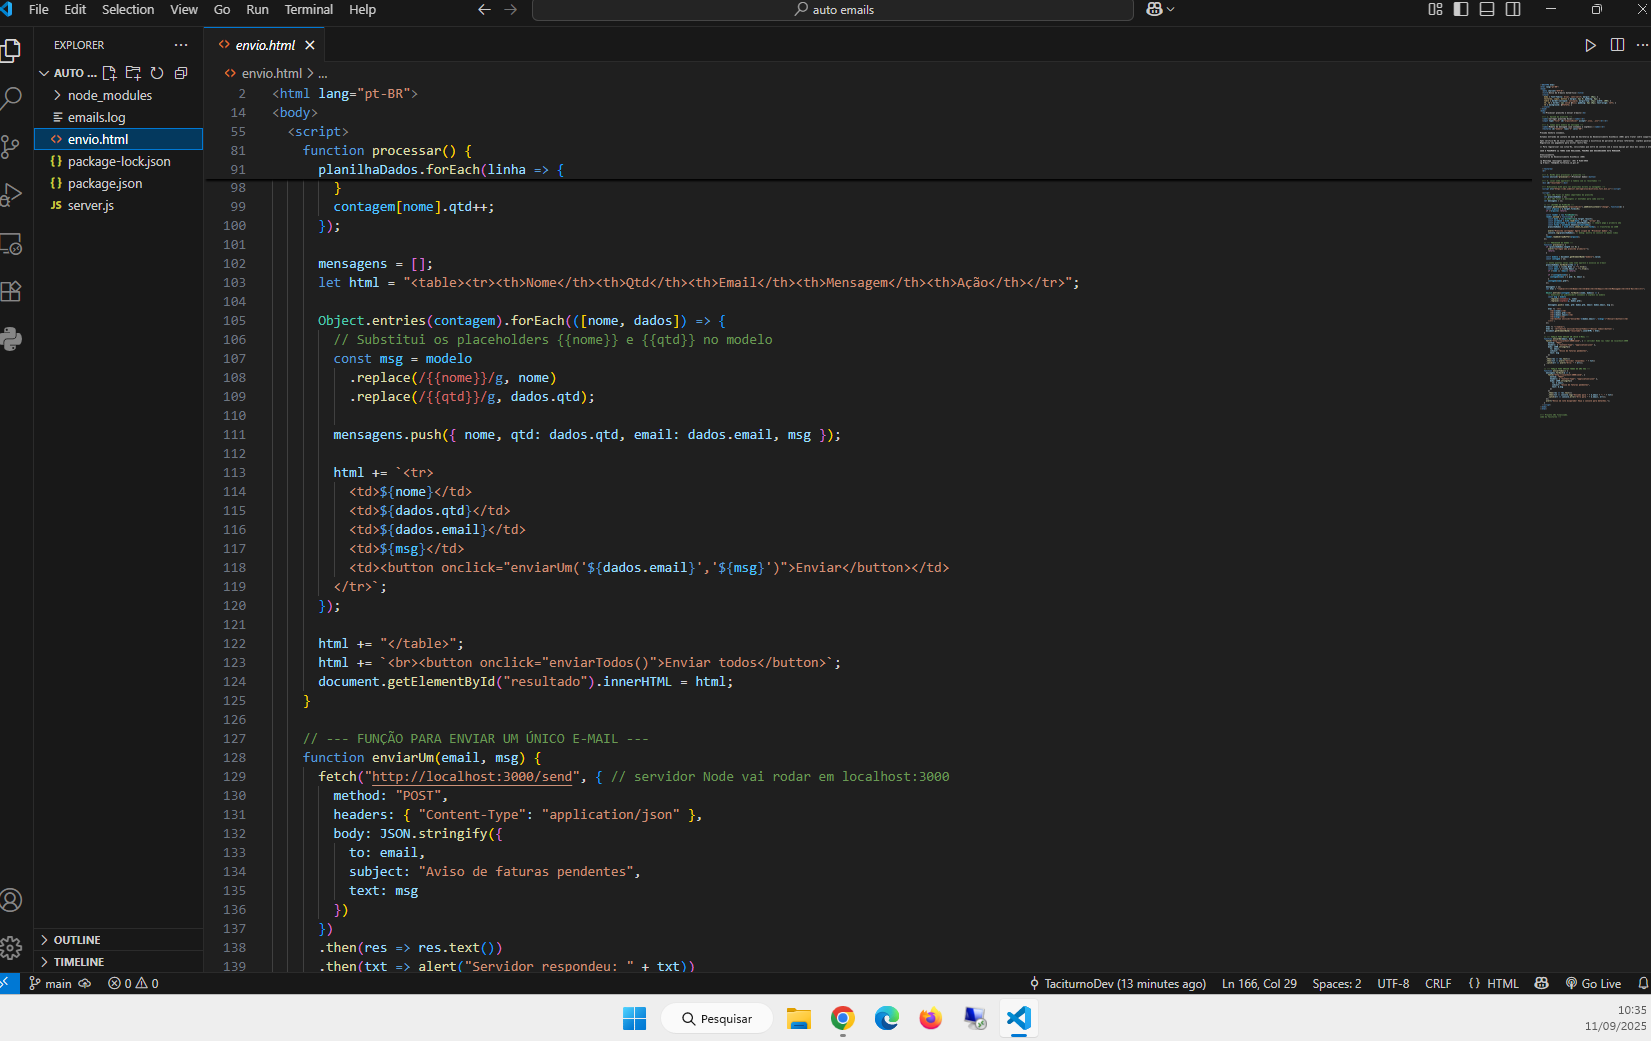 File Edit Selection View Go Run Terminal Help
auto emails
EXPLORER
envio.html
AUTO ...
node_modules
emails.log
envio.html
package-lock.json
package.json
JS server.js
OUTLINE
TIMELINE
envio.html > ...
2 <html lang="pt-BR">
14 <body>
55 <script>
81 function processar() {
91 planilhaDados.forEach(linha => {
98 }
99 contagem[nome].qtd++;
100 });
101
102 mensagens = [];
103 let html = "<table><tr><th>Nome</th><th>Qtd</th><th>Email</th><th>Mensagem</th><th>Ação</th></tr>";
104
105 Object.entries(contagem).forEach(([nome, dados]) => {
106 // Substitui os placeholders {{nome}} e {{qtd}} no modelo
107 const msg = modelo
108 .replace(/{{nome}}/g, nome)
109 .replace(/{{qtd}}/g, dados.qtd);
110
111 mensagens.push({ nome, qtd: dados.qtd, email: dados.email, msg });
112
113 html += `<tr>
114 <td>${nome}</td>
115 <td>${dados.qtd}</td>
116 <td>${dados.email}</td>
117 <td>${msg}</td>
118 <td><button onclick="enviarUm('${dados.email}','${msg}')">Enviar</button></td>
119 </tr>`;
120 });
121
122 html += "</table>";
123 html += `<br><button onclick="enviarTodos()">Enviar todos</button>`;
124 document.getElementById("resultado").innerHTML = html;
125 }
126
127 // --- FUNÇÃO PARA ENVIAR UM ÚNICO E-MAIL ---
128 function enviarUm(email, msg) {
129 fetch("http://localhost:3000/send", { // servidor Node vai rodar em localhost:3000
130 method: "POST",
131 headers: { "Content-Type": "application/json" },
132 body: JSON.stringify({
133 to: email,
134 subject: "Aviso de faturas pendentes",
135 text: msg
136 })
137 })
138 .then(res => res.text())
139 .then(txt => alert("Servidor respondeu: " + txt))
main 0 0 TaciturnoDev (13 minutes ago) Ln 166, Col 29 Spaces: 2 UTF-8 CRLF {} HTML Go Live
Pesquisar
10:35
11/09/2025